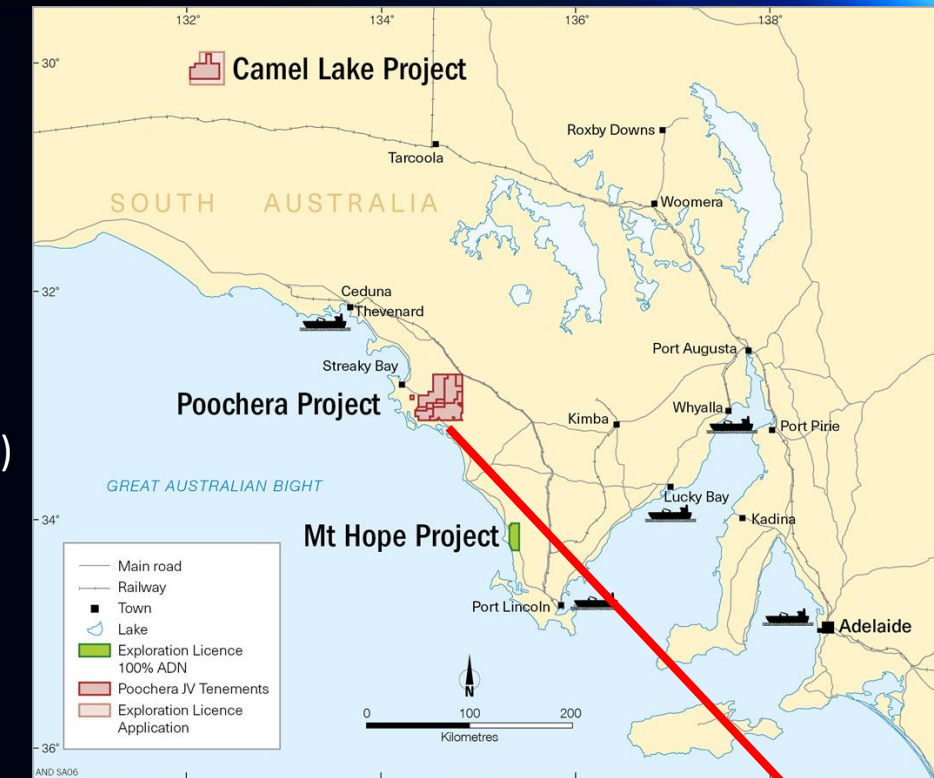 132°
134°
136°
138°
30°
Camel Lake Project
Roxby Downs
Tarcoola
Woomera
SOUTH AUSTRALIA
32°
Ceduna
Thevenard
Port Augusta
Streaky Bay
Poochera Project
Whyalla
Kimba
Port Pirie
)
GREAT AUSTRALIAN BIGHT
Lucky Bay
34°
Kadina
Mt Hope Project
Main road
Railway
Town
Lake
Exploration Licence
100% ADN
Poochera JV Tenements
Exploration Licence
Application
Port Lincoln
Adelaide
N
0 100 200
Kilometres
36°
AND SA06